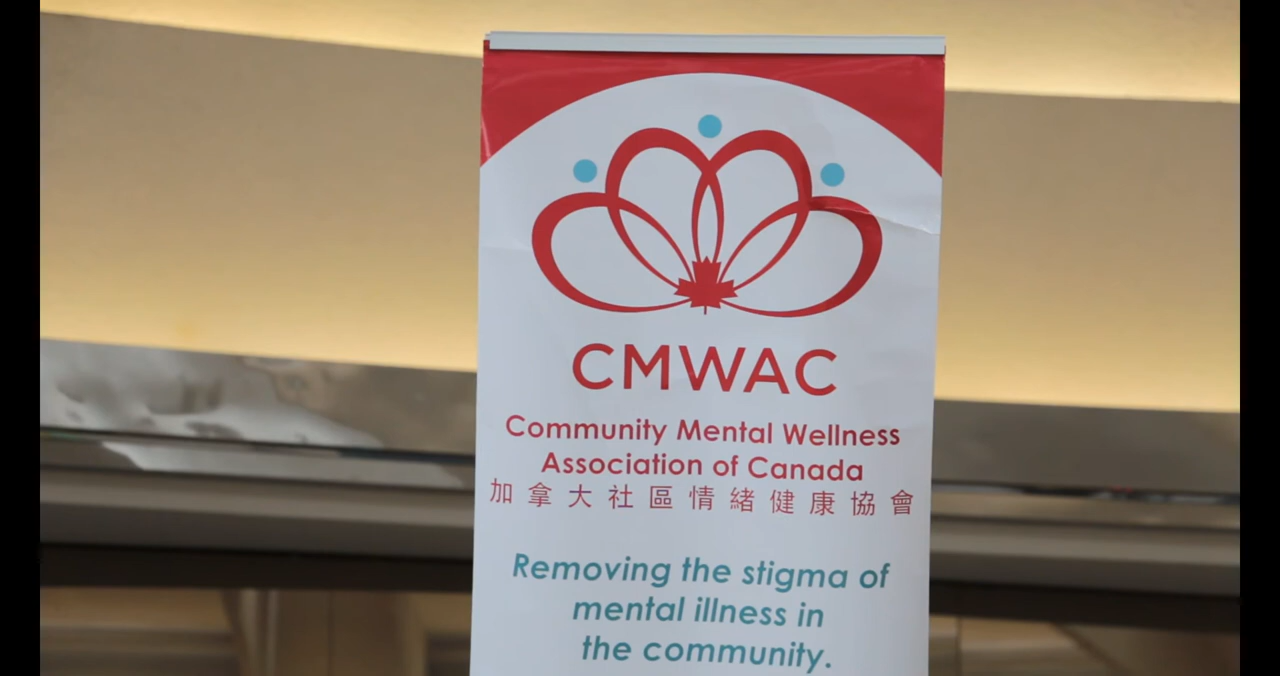 CMWAC
Community Mental Wellness
Association of Canada
加拿大社區情緒健康協會
Removing the stigma of
mental illness in
the community.